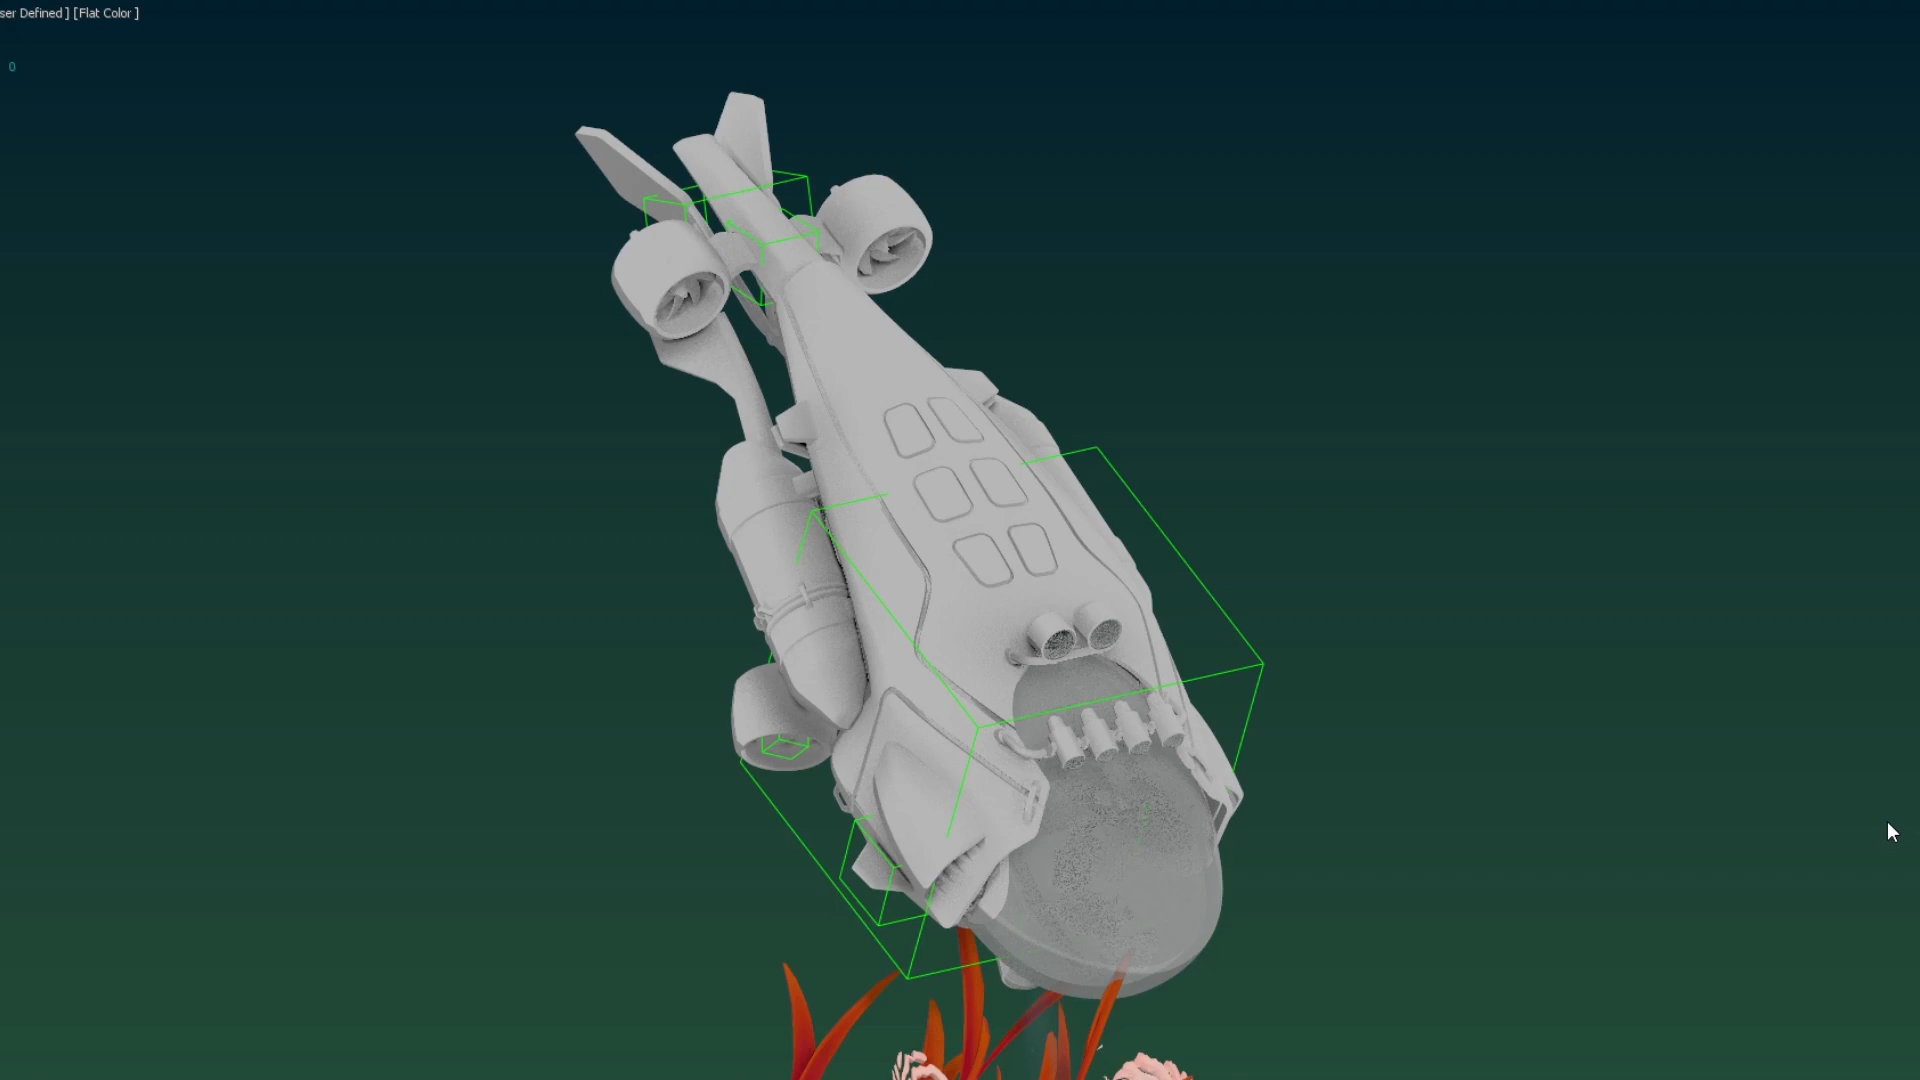 ser Defined ] [Flat Color ]
0